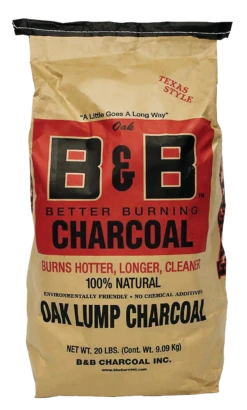 TEXAS
STYLE
"A Little Goes A Long Way"
Oak
B&B
TM
BETTER BURNING
CHARCOAL
BURNS HOTTER, LONGER, CLEANER
100% NATURAL
ENVIRONMENTALLY FRIENDLY • NO CHEMICAL ADDITIVES
OAK LUMP CHARCOAL
NET WT. 20 LBS. (Cont. Wt. 9.09 Kg)
B&B CHARCOAL INC.